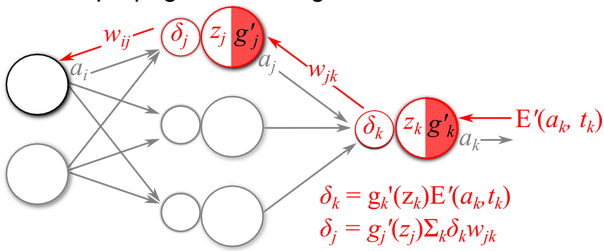 w_ij
δ_j z_j g'_j
a_i
a_j
w_jk
δ_k z_k g'_k
E'(a_k, t_k)
a_k
δ_k = g_k'(z_k)E'(a_k,t_k)
δ_j = g_j'(z_j)Σ_kδ_kw_jk